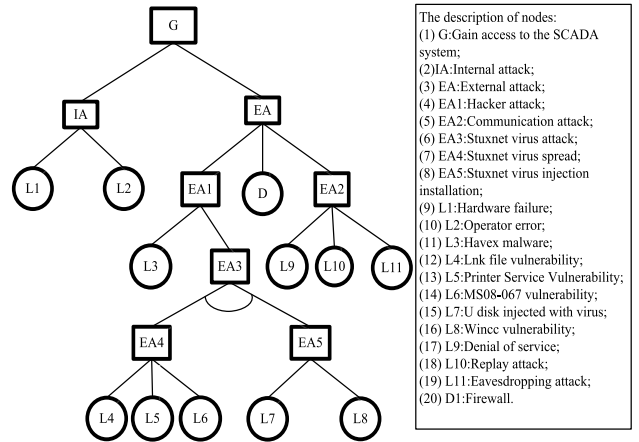 G
IA
EA
L1
L2
EA1
D
EA2
L3
EA3
L9
L10
L11
EA4
EA5
L4
L5
L6
L7
L8
The description of nodes:
(1) G:Gain access to the SCADA
system;
(2)IA:Internal attack;
(3) EA:External attack;
(4) EA1:Hacker attack;
(5) EA2:Communication attack;
(6) EA3:Stuxnet virus attack;
(7) EA4:Stuxnet virus spread;
(8) EA5:Stuxnet virus injection
installation;
(9) L1:Hardware failure;
(10) L2:Operator error;
(11) L3:Havex malware;
(12) L4:Lnk file vulnerability;
(13) L5:Printer Service Vulnerability;
(14) L6:MS08-067 vulnerability;
(15) L7:U disk injected with virus;
(16) L8:Wincc vulnerability;
(17) L9:Denial of service;
(18) L10:Replay attack;
(19) L11:Eavesdropping attack;
(20) D1:Firewall.